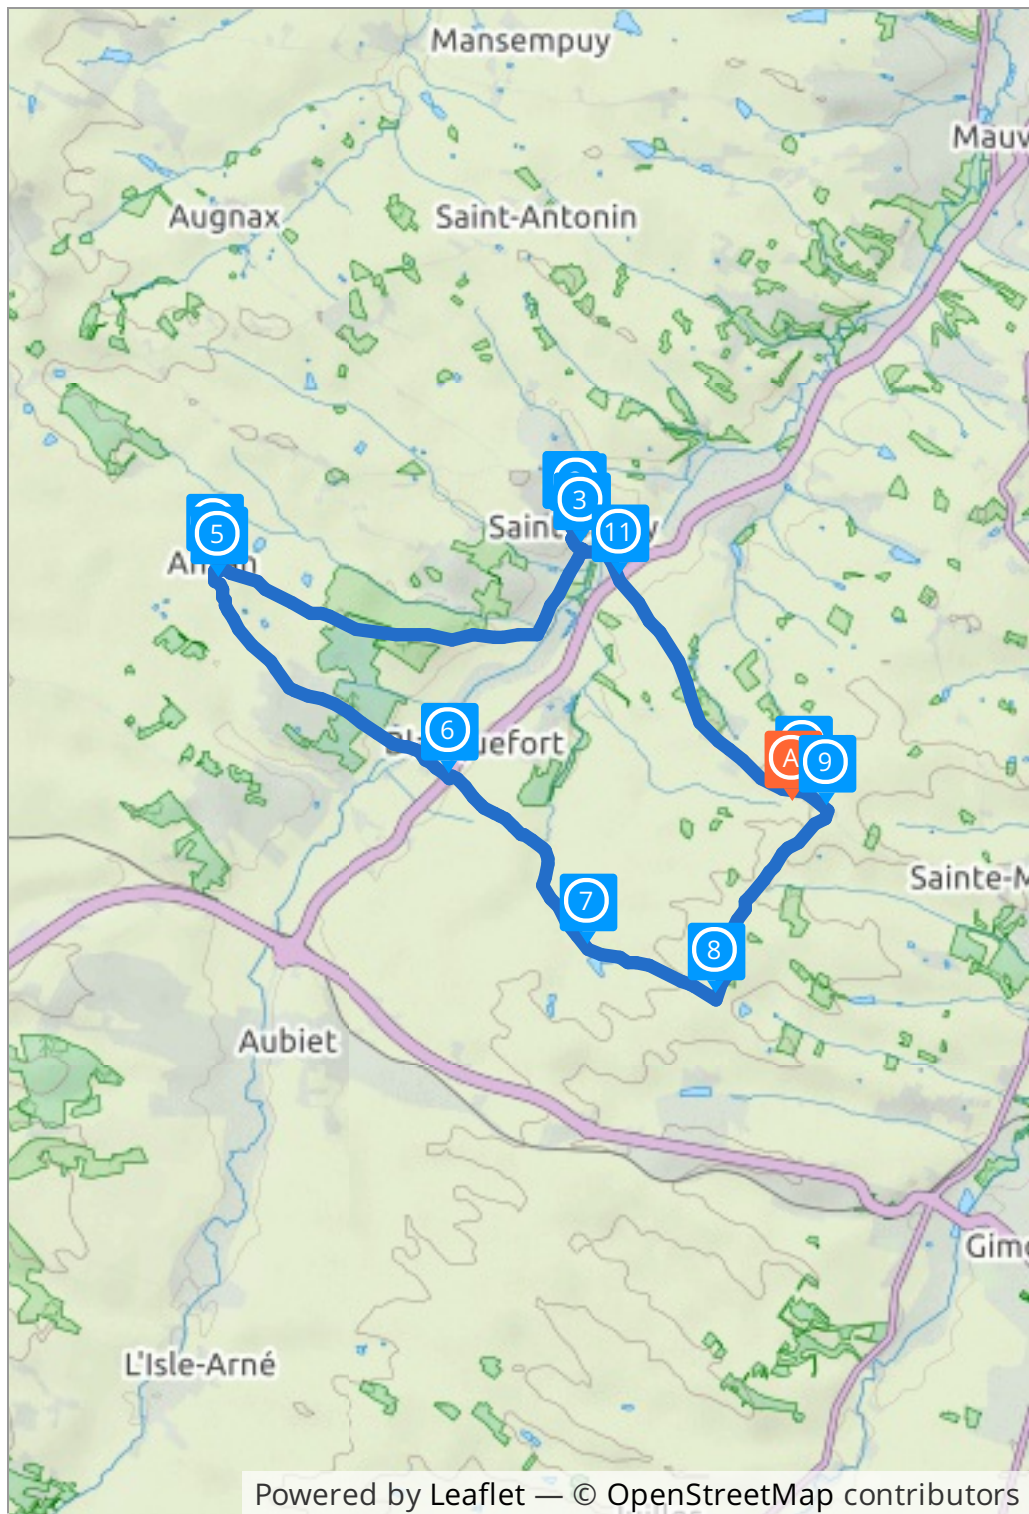 Mansempuy
Mauv
Augnax
Saint-Antonin
3
11
5
6
Blanquefort
A
9
7
Sainte-M
8
Aubiet
Gim
L'Isle-Arné
Powered by Leaflet — © OpenStreetMap contributors